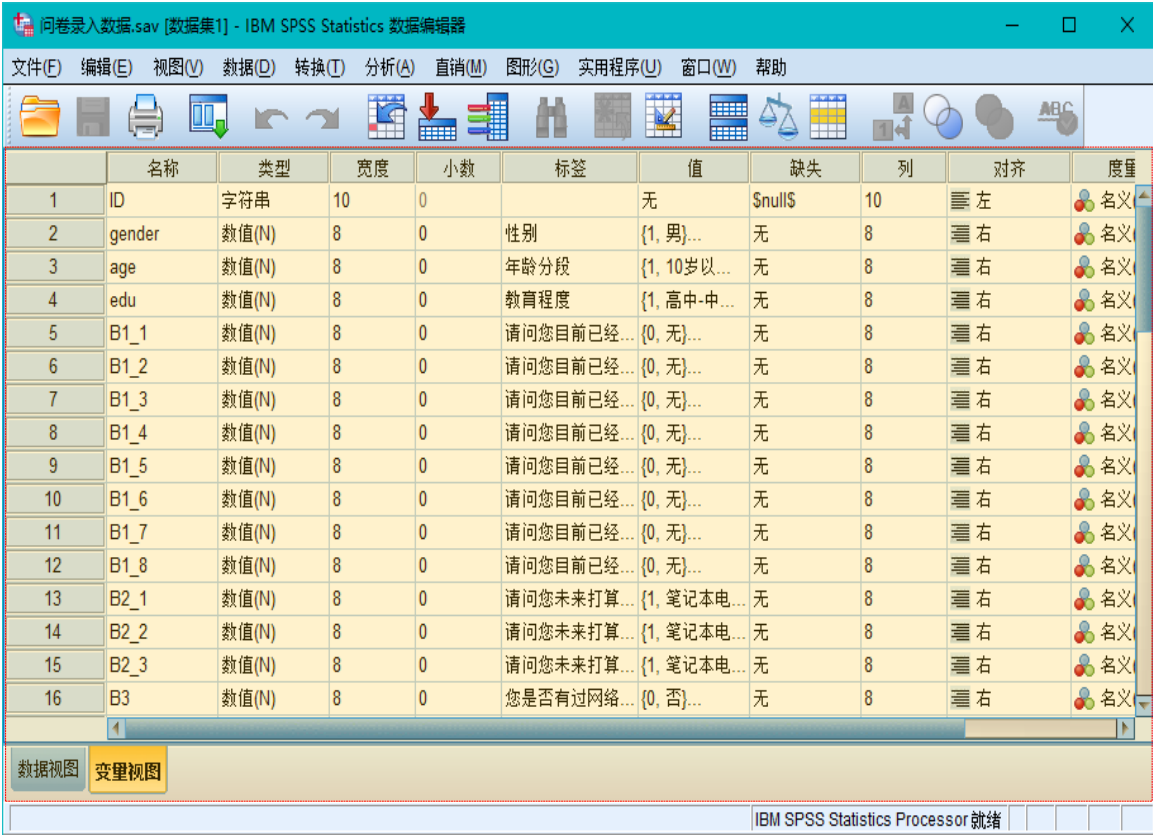 问卷录入数据.sav [数据集1] - IBM SPSS Statistics 数据编辑器
文件(F) 编辑(E) 视图(V) 数据(D) 转换(T) 分析(A) 直销(M) 图形(G) 实用程序(U) 窗口(W) 帮助
A 1 ABC
名称 类型 宽度 小数 标签 值 缺失 列 对齐 度量
1 ID 字符串 10 0 无 $null$ 10 左 名义(
2 gender 数值(N) 8 0 性别 {1, 男}... 无 8 右 名义(
3 age 数值(N) 8 0 年龄分段 {1, 10岁以... 无 8 右 名义(
4 edu 数值(N) 8 0 教育程度 {1, 高中-中... 无 8 右 名义(
5 B1_1 数值(N) 8 0 请问您目前已经... {0, 无}... 无 8 右 名义(
6 B1_2 数值(N) 8 0 请问您目前已经... {0, 无}... 无 8 右 名义(
7 B1_3 数值(N) 8 0 请问您目前已经... {0, 无}... 无 8 右 名义(
8 B1_4 数值(N) 8 0 请问您目前已经... {0, 无}... 无 8 右 名义(
9 B1_5 数值(N) 8 0 请问您目前已经... {0, 无}... 无 8 右 名义(
10 B1_6 数值(N) 8 0 请问您目前已经... {0, 无}... 无 8 右 名义(
11 B1_7 数值(N) 8 0 请问您目前已经... {0, 无}... 无 8 右 名义(
12 B1_8 数值(N) 8 0 请问您目前已经... {0, 无}... 无 8 右 名义(
13 B2_1 数值(N) 8 0 请问您未来打算... {1, 笔记本电... 无 8 右 名义(
14 B2_2 数值(N) 8 0 请问您未来打算... {1, 笔记本电... 无 8 右 名义(
15 B2_3 数值(N) 8 0 请问您未来打算... {1, 笔记本电... 无 8 右 名义(
16 B3 数值(N) 8 0 您是否有过网络... {0, 否}... 无 8 右 名义(
数据视图 变量视图
IBM SPSS Statistics Processor 就绪